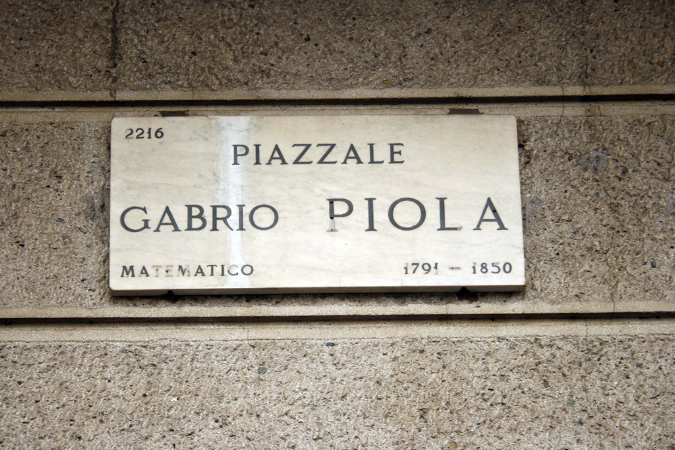 2216
PIAZZALE
GABRIO PIOLA
MATEMATICO 1791 - 1850